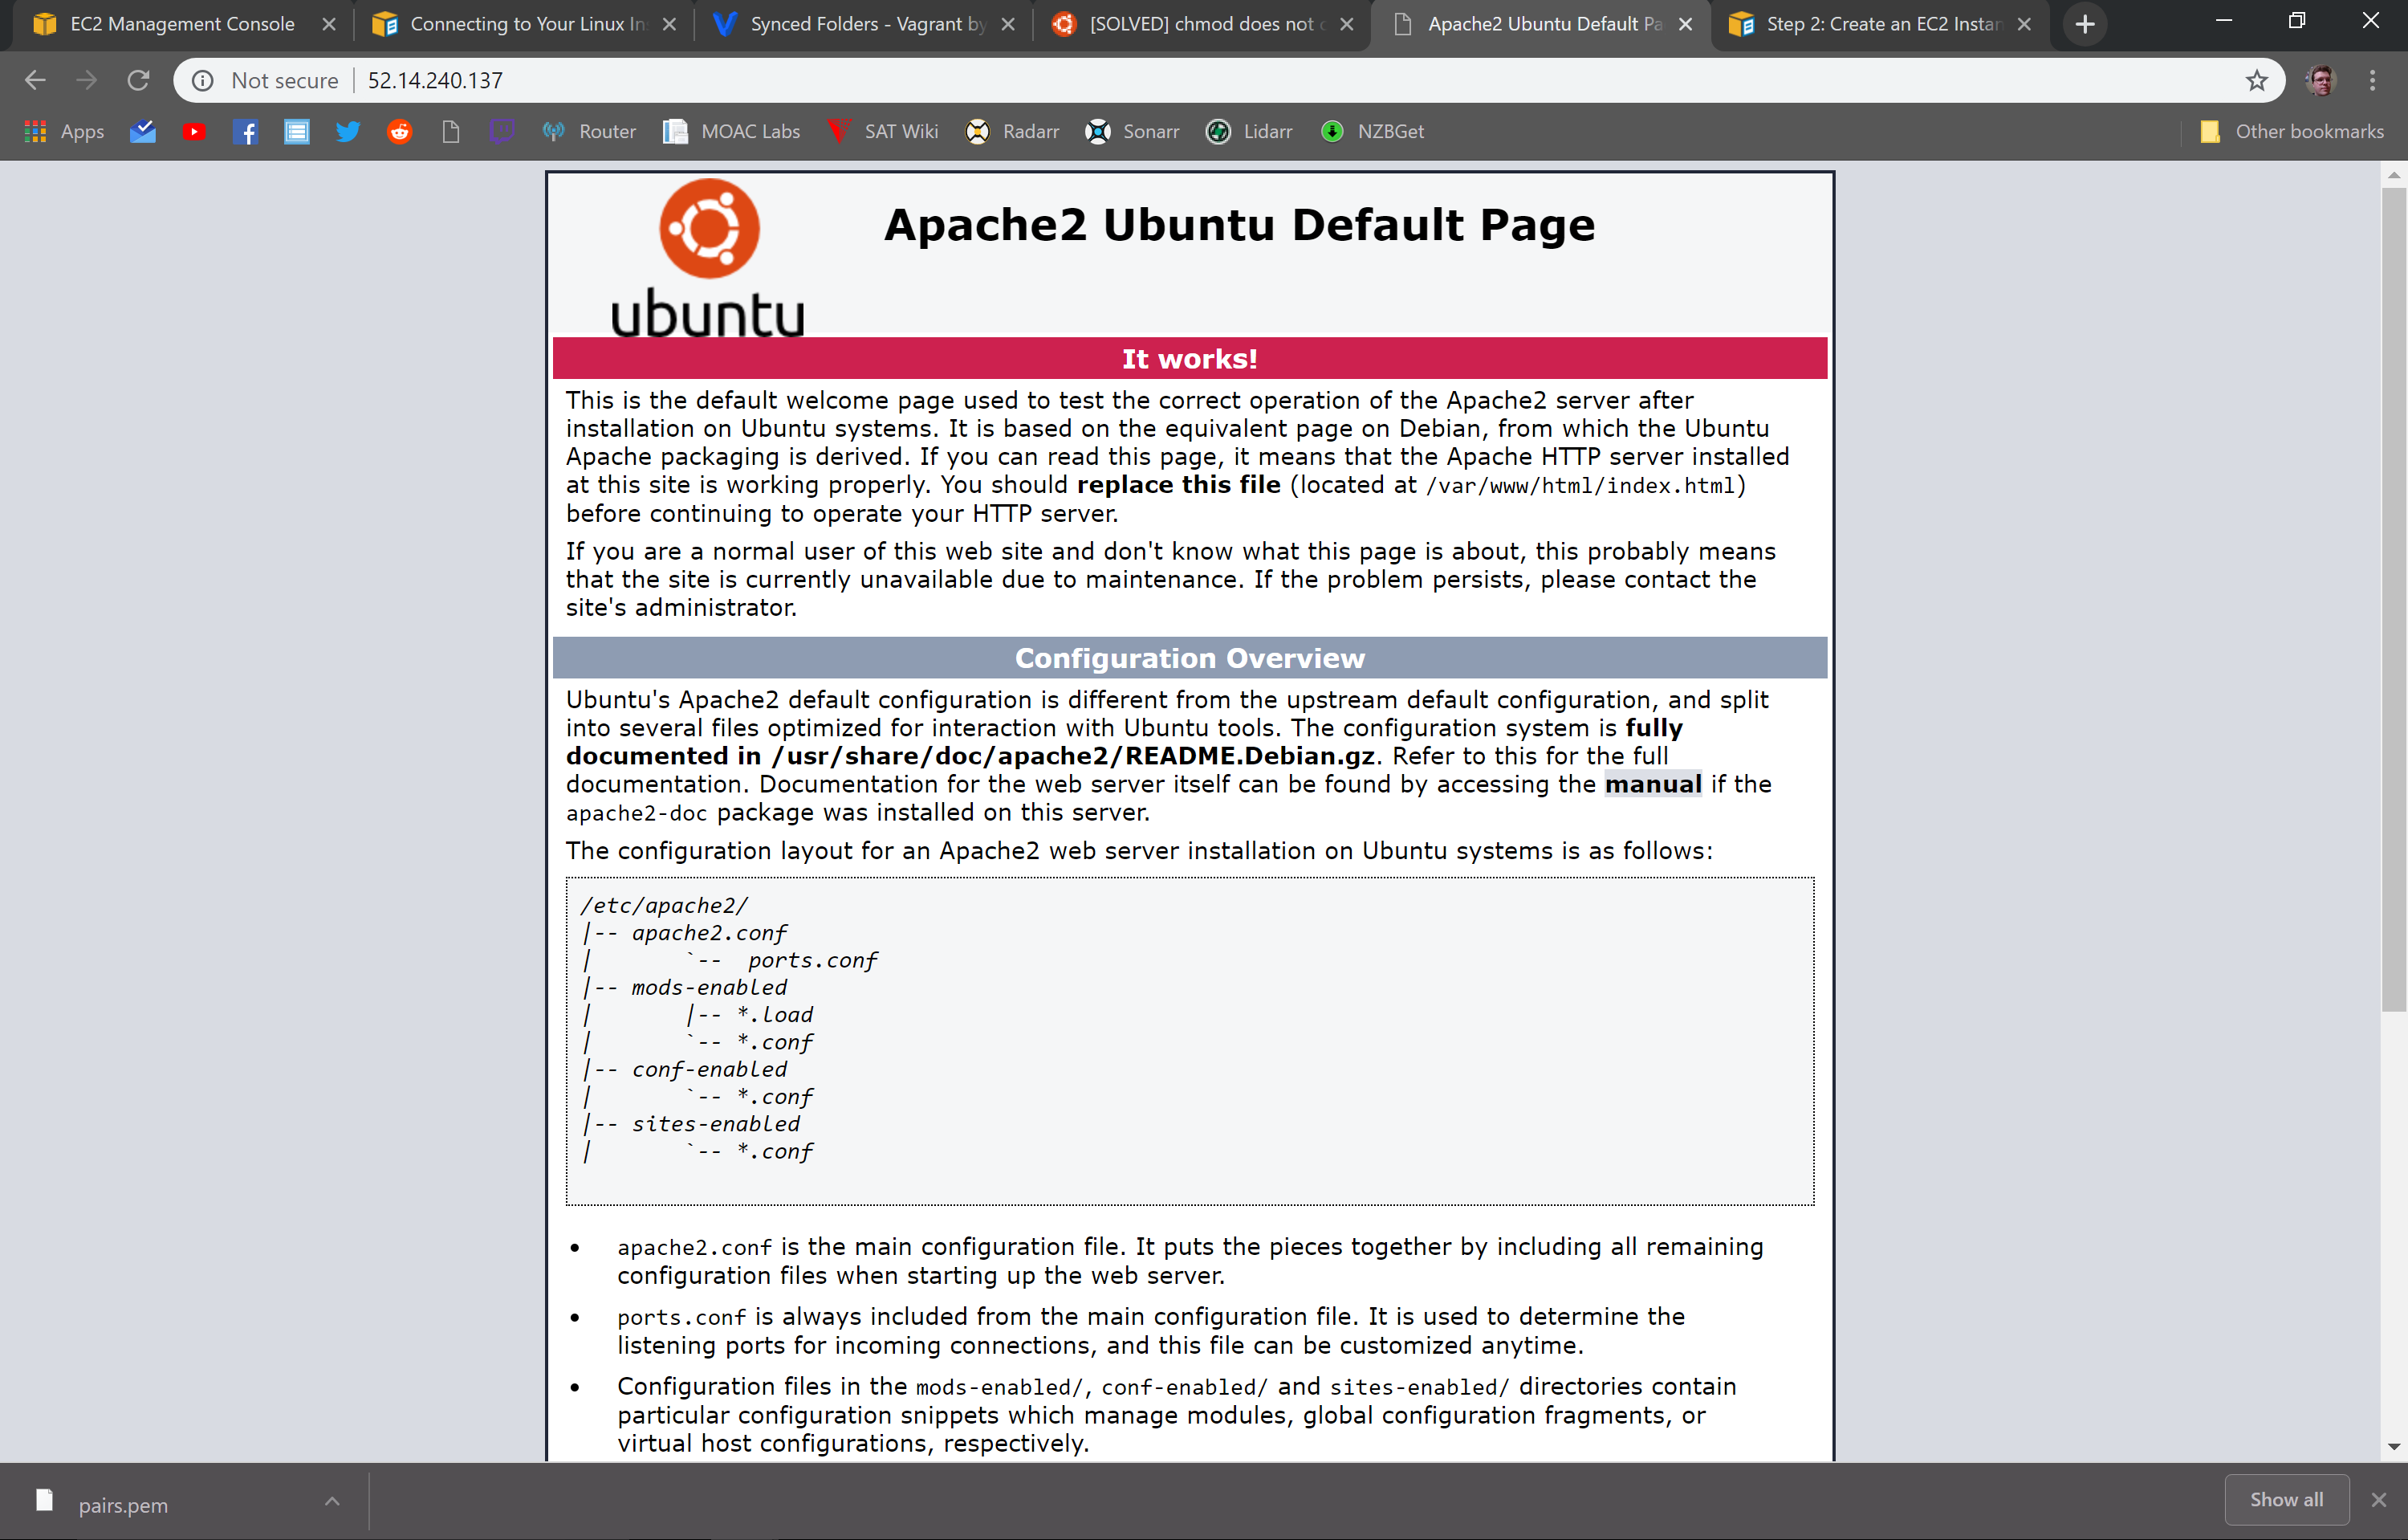 EC2 Management Console
Connecting to Your Linux In
Synced Folders - Vagrant by
[SOLVED] chmod does not c
Apache2 Ubuntu Default Pa
Step 2: Create an EC2 Instan
Not secure
52.14.240.137
Apps
Router
MOAC Labs
SAT Wiki
Radarr
Sonarr
Lidarr
NZBGet
Other bookmarks
ubuntu
Apache2 Ubuntu Default Page
It works!
This is the default welcome page used to test the correct operation of the Apache2 server after
installation on Ubuntu systems. It is based on the equivalent page on Debian, from which the Ubuntu
Apache packaging is derived. If you can read this page, it means that the Apache HTTP server installed
at this site is working properly. You should replace this file (located at /var/www/html/index.html)
before continuing to operate your HTTP server.
If you are a normal user of this web site and don't know what this page is about, this probably means
that the site is currently unavailable due to maintenance. If the problem persists, please contact the
site's administrator.
Configuration Overview
Ubuntu's Apache2 default configuration is different from the upstream default configuration, and split
into several files optimized for interaction with Ubuntu tools. The configuration system is fully
documented in /usr/share/doc/apache2/README.Debian.gz. Refer to this for the full
documentation. Documentation for the web server itself can be found by accessing the manual if the
apache2-doc package was installed on this server.
The configuration layout for an Apache2 web server installation on Ubuntu systems is as follows:
/etc/apache2/
|-- apache2.conf
|       `--  ports.conf
|-- mods-enabled
|       |-- *.load
|       `-- *.conf
|-- conf-enabled
|       `-- *.conf
|-- sites-enabled
|       `-- *.conf
• apache2.conf is the main configuration file. It puts the pieces together by including all remaining
configuration files when starting up the web server.
• ports.conf is always included from the main configuration file. It is used to determine the
listening ports for incoming connections, and this file can be customized anytime.
• Configuration files in the mods-enabled/, conf-enabled/ and sites-enabled/ directories contain
particular configuration snippets which manage modules, global configuration fragments, or
virtual host configurations, respectively.
pairs.pem
Show all